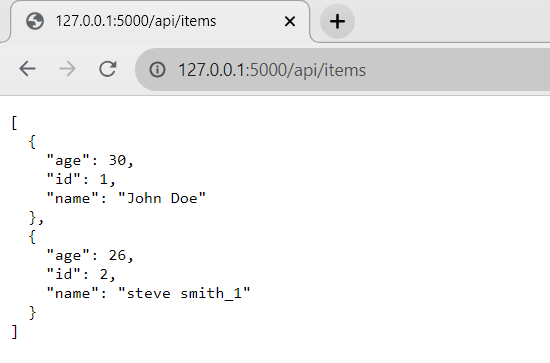 127.0.0.1:5000/api/items
127.0.0.1:5000/api/items
[
  {
    "age": 30,
    "id": 1,
    "name": "John Doe"
  },
  {
    "age": 26,
    "id": 2,
    "name": "steve smith_1"
  }
]